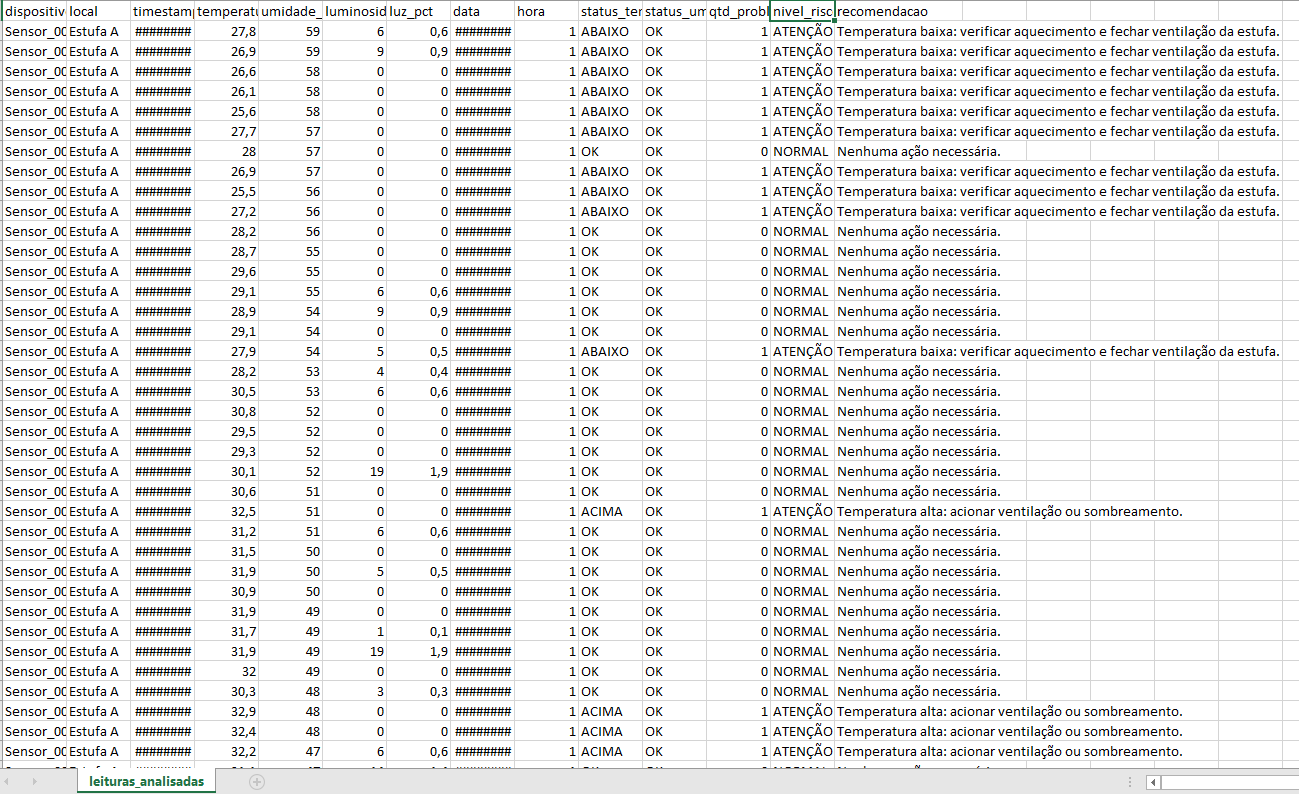 dispositivo local timestamp temperatu umidade_ luminosid luz_pct data hora status_ter status_um qtd_probl nivel_risc recomendacao
Sensor_00 Estufa A ######## 27,8 59 6 0,6 ######## 1 ABAIXO OK 1 ATENÇÃO Temperatura baixa: verificar aquecimento e fechar ventilação da estufa.
Sensor_00 Estufa A ######## 26,9 59 9 0,9 ######## 1 ABAIXO OK 1 ATENÇÃO Temperatura baixa: verificar aquecimento e fechar ventilação da estufa.
Sensor_00 Estufa A ######## 26,6 58 0 0 ######## 1 ABAIXO OK 1 ATENÇÃO Temperatura baixa: verificar aquecimento e fechar ventilação da estufa.
Sensor_00 Estufa A ######## 26,1 58 0 0 ######## 1 ABAIXO OK 1 ATENÇÃO Temperatura baixa: verificar aquecimento e fechar ventilação da estufa.
Sensor_00 Estufa A ######## 25,6 58 0 0 ######## 1 ABAIXO OK 1 ATENÇÃO Temperatura baixa: verificar aquecimento e fechar ventilação da estufa.
Sensor_00 Estufa A ######## 27,7 57 0 0 ######## 1 ABAIXO OK 1 ATENÇÃO Temperatura baixa: verificar aquecimento e fechar ventilação da estufa.
Sensor_00 Estufa A ######## 28 57 0 0 ######## 1 OK OK 0 NORMAL Nenhuma ação necessária.
Sensor_00 Estufa A ######## 26,9 57 0 0 ######## 1 ABAIXO OK 1 ATENÇÃO Temperatura baixa: verificar aquecimento e fechar ventilação da estufa.
Sensor_00 Estufa A ######## 25,5 56 0 0 ######## 1 ABAIXO OK 1 ATENÇÃO Temperatura baixa: verificar aquecimento e fechar ventilação da estufa.
Sensor_00 Estufa A ######## 27,2 56 0 0 ######## 1 ABAIXO OK 1 ATENÇÃO Temperatura baixa: verificar aquecimento e fechar ventilação da estufa.
Sensor_00 Estufa A ######## 28,2 56 0 0 ######## 1 OK OK 0 NORMAL Nenhuma ação necessária.
Sensor_00 Estufa A ######## 28,7 55 0 0 ######## 1 OK OK 0 NORMAL Nenhuma ação necessária.
Sensor_00 Estufa A ######## 29,6 55 0 0 ######## 1 OK OK 0 NORMAL Nenhuma ação necessária.
Sensor_00 Estufa A ######## 29,1 55 6 0,6 ######## 1 OK OK 0 NORMAL Nenhuma ação necessária.
Sensor_00 Estufa A ######## 28,9 54 9 0,9 ######## 1 OK OK 0 NORMAL Nenhuma ação necessária.
Sensor_00 Estufa A ######## 29,1 54 0 0 ######## 1 OK OK 0 NORMAL Nenhuma ação necessária.
Sensor_00 Estufa A ######## 27,9 54 5 0,5 ######## 1 ABAIXO OK 1 ATENÇÃO Temperatura baixa: verificar aquecimento e fechar ventilação da estufa.
Sensor_00 Estufa A ######## 28,2 53 4 0,4 ######## 1 OK OK 0 NORMAL Nenhuma ação necessária.
Sensor_00 Estufa A ######## 30,5 53 6 0,6 ######## 1 OK OK 0 NORMAL Nenhuma ação necessária.
Sensor_00 Estufa A ######## 30,8 52 0 0 ######## 1 OK OK 0 NORMAL Nenhuma ação necessária.
Sensor_00 Estufa A ######## 29,5 52 0 0 ######## 1 OK OK 0 NORMAL Nenhuma ação necessária.
Sensor_00 Estufa A ######## 29,3 52 0 0 ######## 1 OK OK 0 NORMAL Nenhuma ação necessária.
Sensor_00 Estufa A ######## 30,1 52 19 1,9 ######## 1 OK OK 0 NORMAL Nenhuma ação necessária.
Sensor_00 Estufa A ######## 30,6 51 0 0 ######## 1 OK OK 0 NORMAL Nenhuma ação necessária.
Sensor_00 Estufa A ######## 32,5 51 0 0 ######## 1 ACIMA OK 1 ATENÇÃO Temperatura alta: acionar ventilação ou sombreamento.
Sensor_00 Estufa A ######## 31,2 51 6 0,6 ######## 1 OK OK 0 NORMAL Nenhuma ação necessária.
Sensor_00 Estufa A ######## 31,5 50 0 0 ######## 1 OK OK 0 NORMAL Nenhuma ação necessária.
Sensor_00 Estufa A ######## 31,9 50 5 0,5 ######## 1 OK OK 0 NORMAL Nenhuma ação necessária.
Sensor_00 Estufa A ######## 30,9 50 0 0 ######## 1 OK OK 0 NORMAL Nenhuma ação necessária.
Sensor_00 Estufa A ######## 31,9 49 0 0 ######## 1 OK OK 0 NORMAL Nenhuma ação necessária.
Sensor_00 Estufa A ######## 31,7 49 1 0,1 ######## 1 OK OK 0 NORMAL Nenhuma ação necessária.
Sensor_00 Estufa A ######## 31,9 49 19 1,9 ######## 1 OK OK 0 NORMAL Nenhuma ação necessária.
Sensor_00 Estufa A ######## 32 49 0 0 ######## 1 OK OK 0 NORMAL Nenhuma ação necessária.
Sensor_00 Estufa A ######## 30,3 48 3 0,3 ######## 1 OK OK 0 NORMAL Nenhuma ação necessária.
Sensor_00 Estufa A ######## 32,9 48 0 0 ######## 1 ACIMA OK 1 ATENÇÃO Temperatura alta: acionar ventilação ou sombreamento.
Sensor_00 Estufa A ######## 32,4 48 0 0 ######## 1 ACIMA OK 1 ATENÇÃO Temperatura alta: acionar ventilação ou sombreamento.
Sensor_00 Estufa A ######## 32,2 47 6 0,6 ######## 1 ACIMA OK 1 ATENÇÃO Temperatura alta: acionar ventilação ou sombreamento.
leituras_analisadas